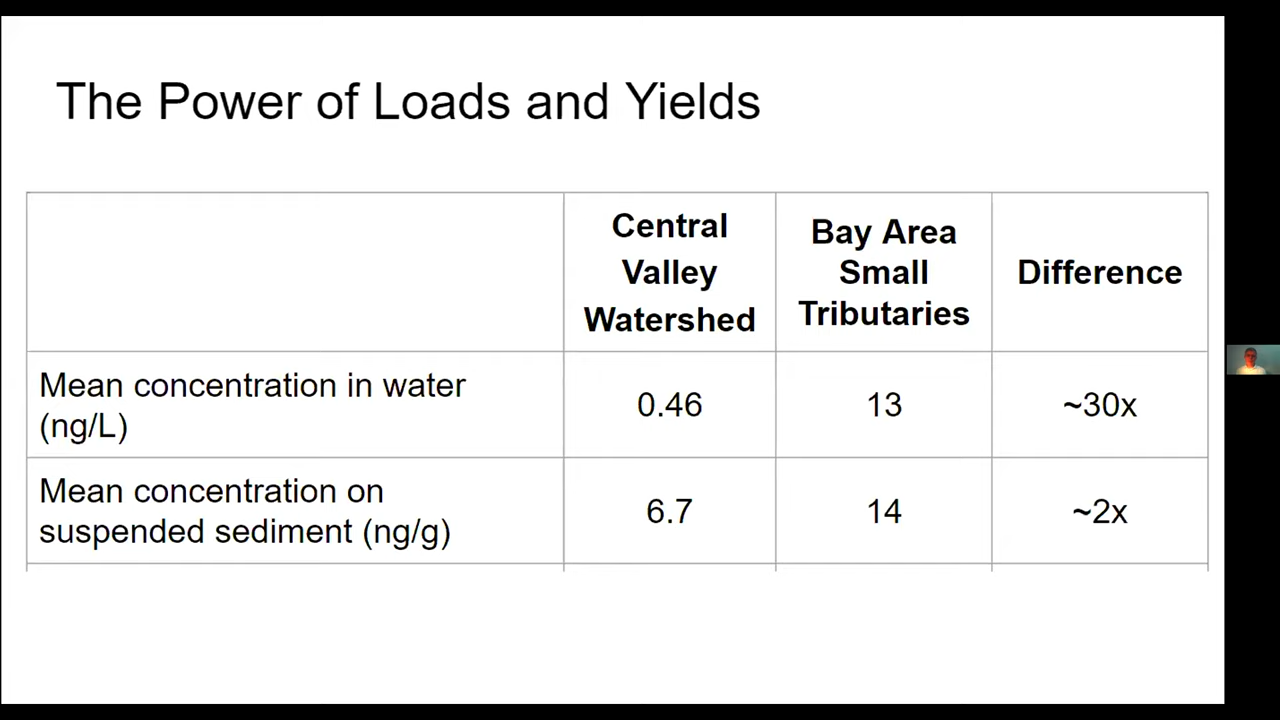 The Power of Loads and Yields
Central
Valley
Watershed
Bay Area
Small
Tributaries
Difference
Mean concentration in water
(ng/L)
0.46
13
~30x
Mean concentration on
suspended sediment (ng/g)
6.7
14
~2x